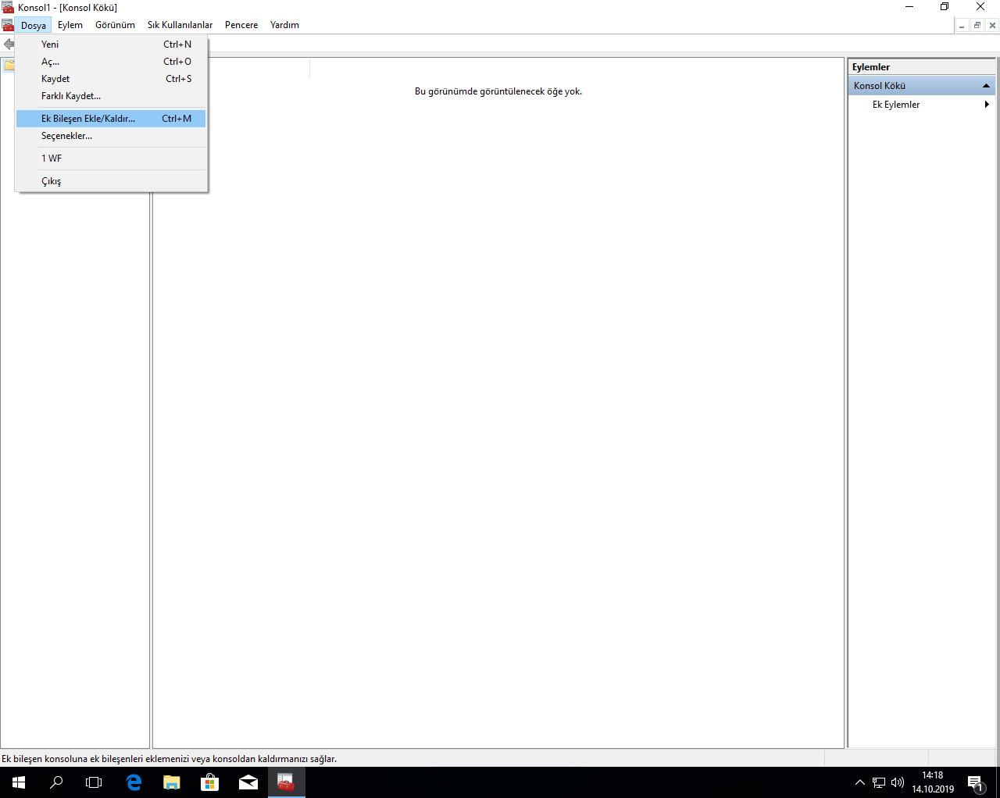 Konsol1 - [Konsol Kökü]
Dosya Eylem Görünüm Sık Kullanılanlar Pencere Yardım
Yeni Ctrl+N
Aç... Ctrl+O
Kaydet Ctrl+S
Farklı Kaydet...
Ek Bileşen Ekle/Kaldır... Ctrl+M
Seçenekler...
1 WF
Çıkış
Bu görünümde görüntülenecek öğe yok.
Eylemler
Konsol Kökü
Ek Eylemler
Ek bileşen konsoluna ek bileşenleri eklemenizi veya konsoldan kaldırmanızı sağlar.
14:18
14.10.2019
1